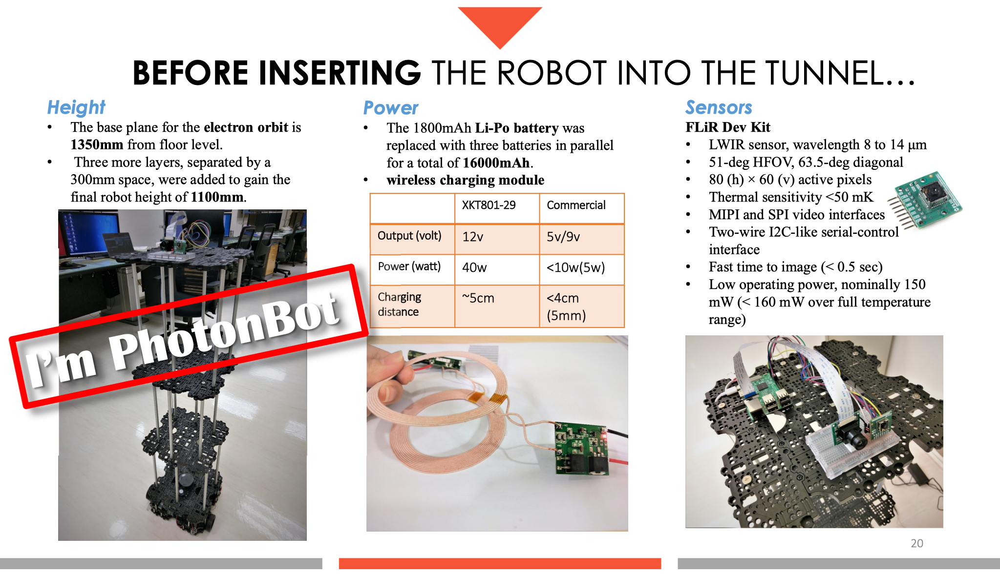 BEFORE INSERTING THE ROBOT INTO THE TUNNEL…
Height
• The base plane for the electron orbit is
1350mm from floor level.
• Three more layers, separated by a
300mm space, were added to gain the
final robot height of 1100mm.
I'm PhotonBot
Power
• The 1800mAh Li-Po battery was
replaced with three batteries in parallel
for a total of 16000mAh.
• wireless charging module
XKT801-29 Commercial
Output (volt) 12v 5v/9v
Power (watt) 40w <10w(5w)
Charging distance ~5cm <4cm (5mm)
Sensors
FLiR Dev Kit
• LWIR sensor, wavelength 8 to 14 μm
• 51-deg HFOV, 63.5-deg diagonal
• 80 (h) × 60 (v) active pixels
• Thermal sensitivity <50 mK
• MIPI and SPI video interfaces
• Two-wire I2C-like serial-control
interface
• Fast time to image (< 0.5 sec)
• Low operating power, nominally 150
mW (< 160 mW over full temperature
range)
20